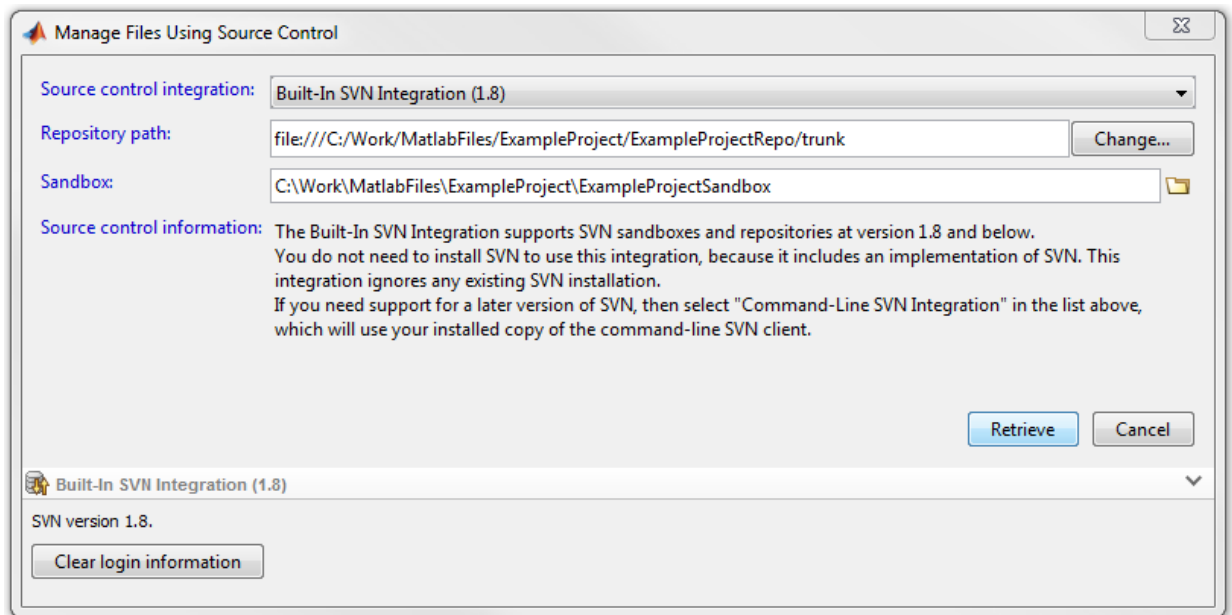 Manage Files Using Source Control
Source control integration: Built-In SVN Integration (1.8)
Repository path: file:///C:/Work/MatlabFiles/ExampleProject/ExampleProjectRepo/trunk Change...
Sandbox: C:\Work\MatlabFiles\ExampleProject\ExampleProjectSandbox
Source control information: The Built-In SVN Integration supports SVN sandboxes and repositories at version 1.8 and below.
You do not need to install SVN to use this integration, because it includes an implementation of SVN. This
integration ignores any existing SVN installation.
If you need support for a later version of SVN, then select "Command-Line SVN Integration" in the list above,
which will use your installed copy of the command-line SVN client.
Retrieve Cancel
Built-In SVN Integration (1.8)
SVN version 1.8.
Clear login information